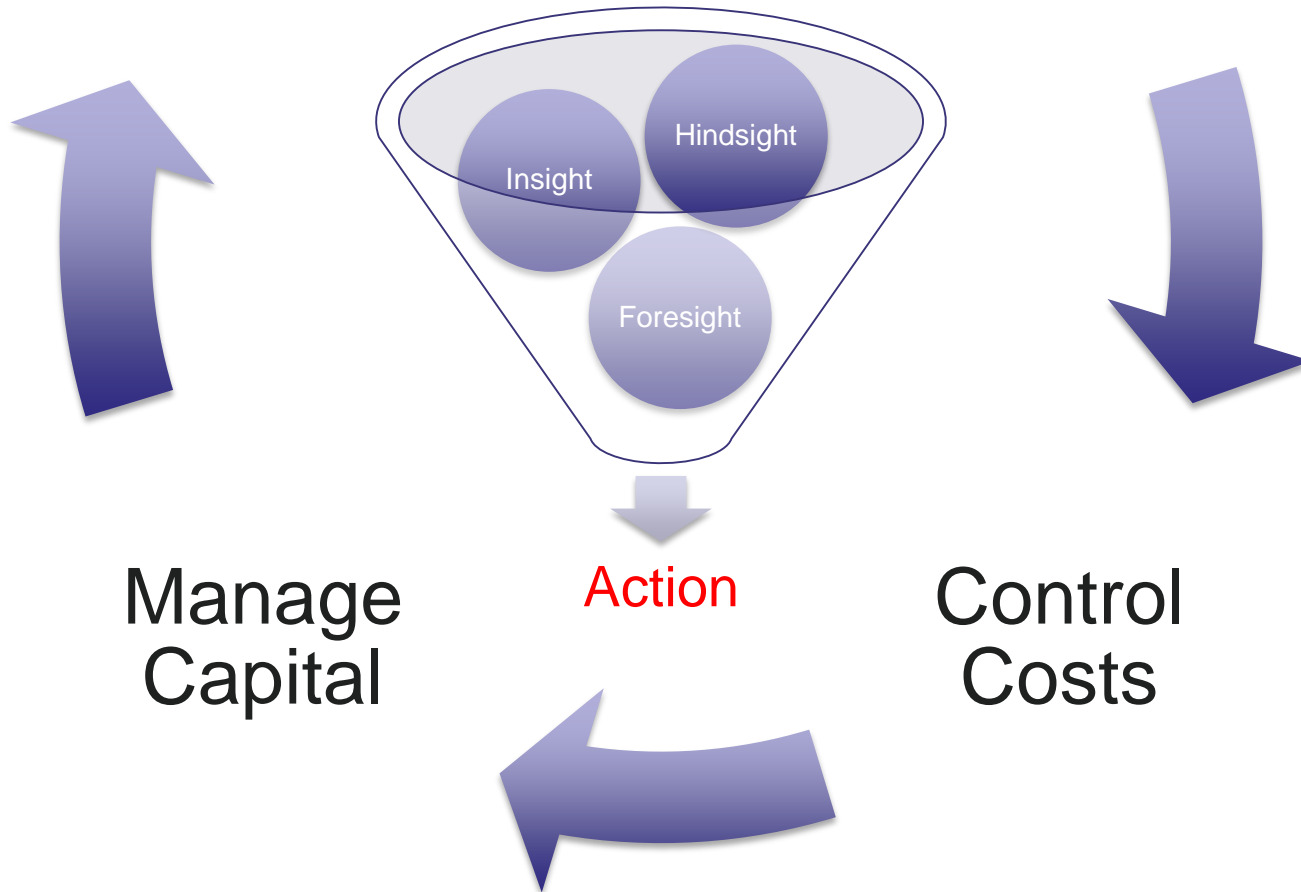 Hindsight
Insight
Foresight
Action
Manage
Capital
Control
Costs